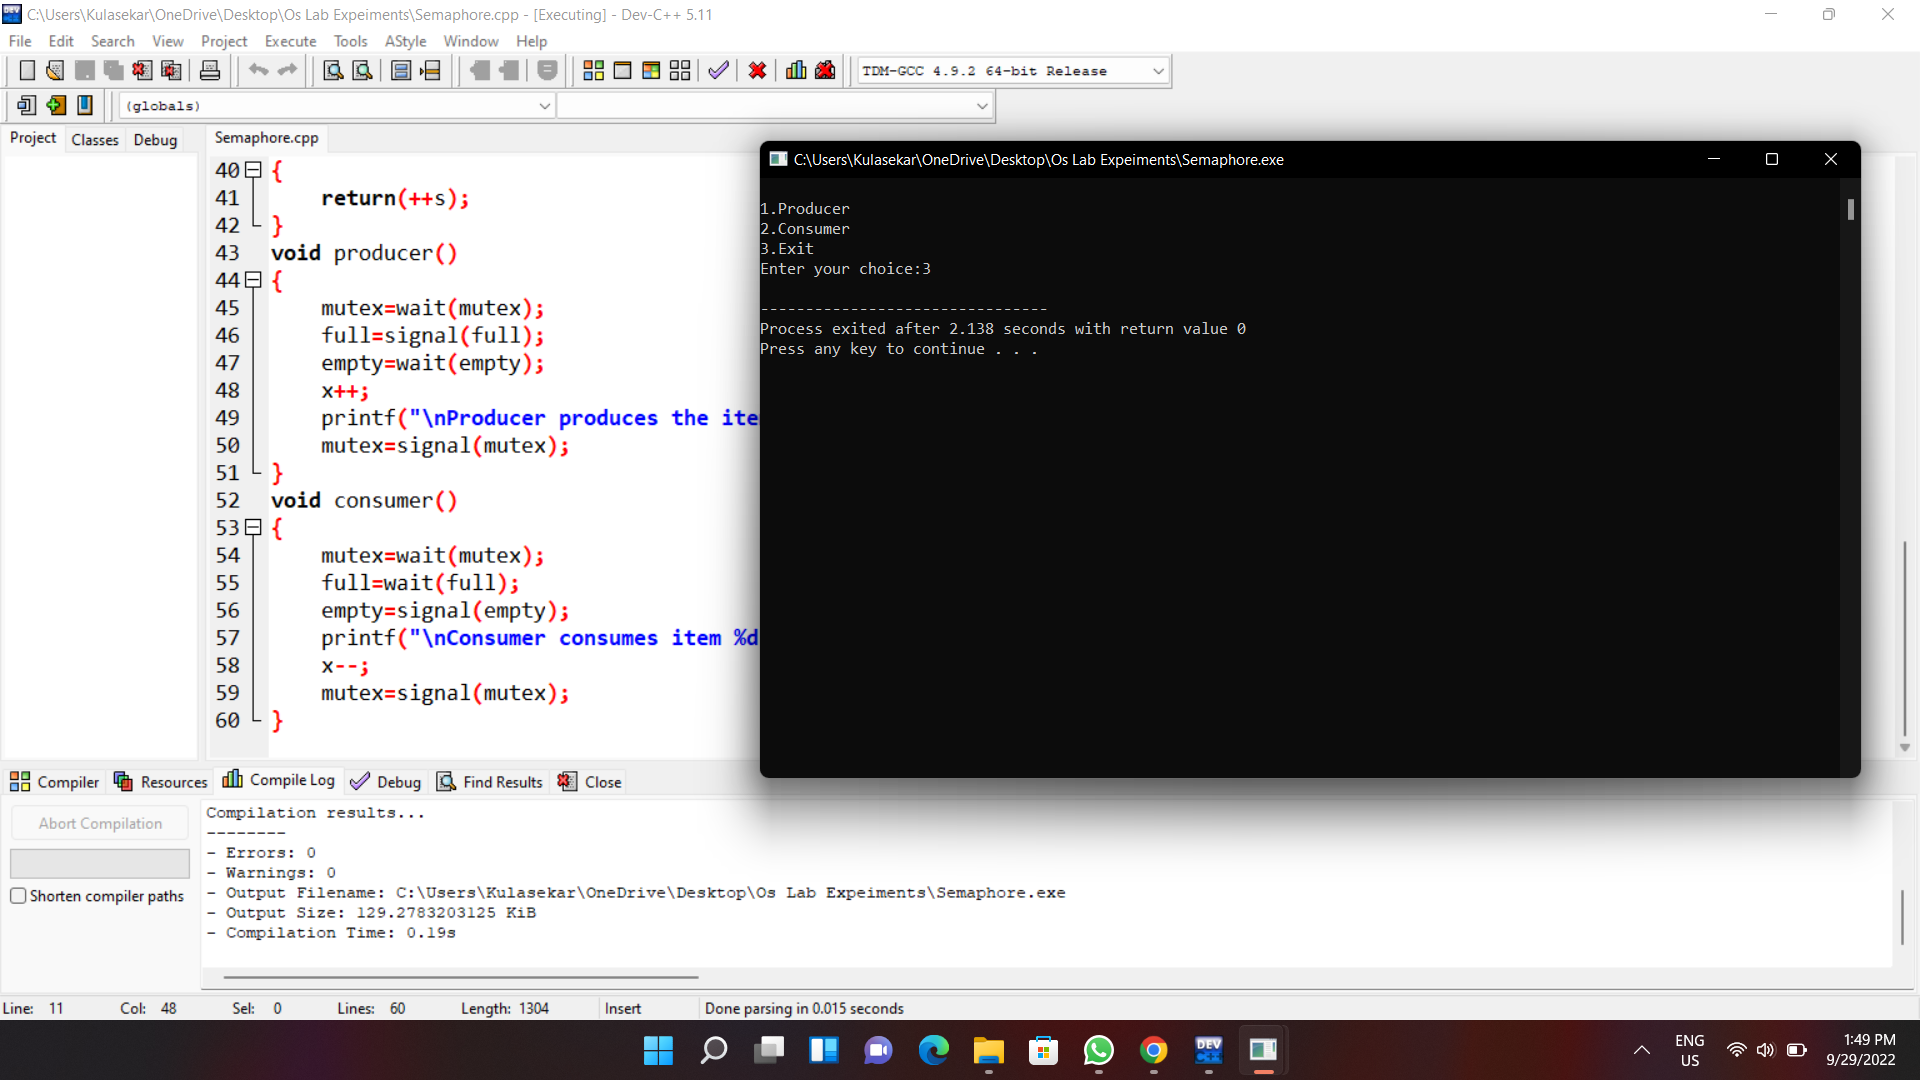 C:\Users\Kulasekar\OneDrive\Desktop\Os Lab Expeiments\Semaphore.cpp - [Executing] - Dev-C++ 5.11
File Edit Search View Project Execute Tools AStyle Window Help
TDM-GCC 4.9.2 64-bit Release
(globals)
Project Classes Debug
Semaphore.cpp
40 {
41 return(++s);
42 }
43 void producer()
44 {
45 mutex=wait(mutex);
46 full=signal(full);
47 empty=wait(empty);
48 x++;
49 printf("\nProducer produces the ite
50 mutex=signal(mutex);
51 }
52 void consumer()
53 {
54 mutex=wait(mutex);
55 full=wait(full);
56 empty=signal(empty);
57 printf("\nConsumer consumes item %d
58 x--;
59 mutex=signal(mutex);
60 }
C:\Users\Kulasekar\OneDrive\Desktop\Os Lab Expeiments\Semaphore.exe
1.Producer
2.Consumer
3.Exit
Enter your choice:3
--------------------------------
Process exited after 2.138 seconds with return value 0
Press any key to continue . . .
Compiler Resources Compile Log Debug Find Results Close
Abort Compilation
Shorten compiler paths
Compilation results...
--------
- Errors: 0
- Warnings: 0
- Output Filename: C:\Users\Kulasekar\OneDrive\Desktop\Os Lab Expeiments\Semaphore.exe
- Output Size: 129.2783203125 KiB
- Compilation Time: 0.19s
Line: 11 Col: 48 Sel: 0 Lines: 60 Length: 1304 Insert Done parsing in 0.015 seconds
DEV
ENG
US
1:49 PM
9/29/2022